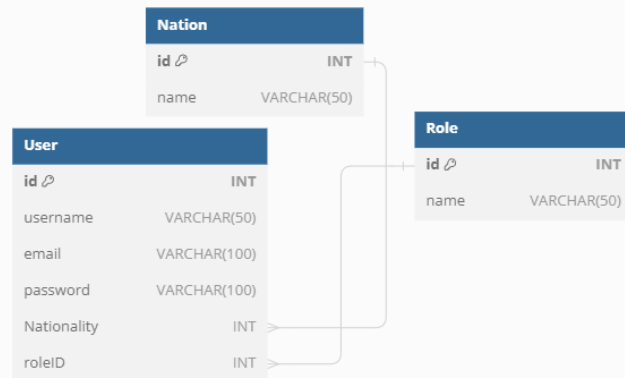 Nation
id INT
name VARCHAR(50)
User
id INT
username VARCHAR(50)
email VARCHAR(100)
password VARCHAR(100)
Nationality INT
roleID INT
Role
id INT
name VARCHAR(50)